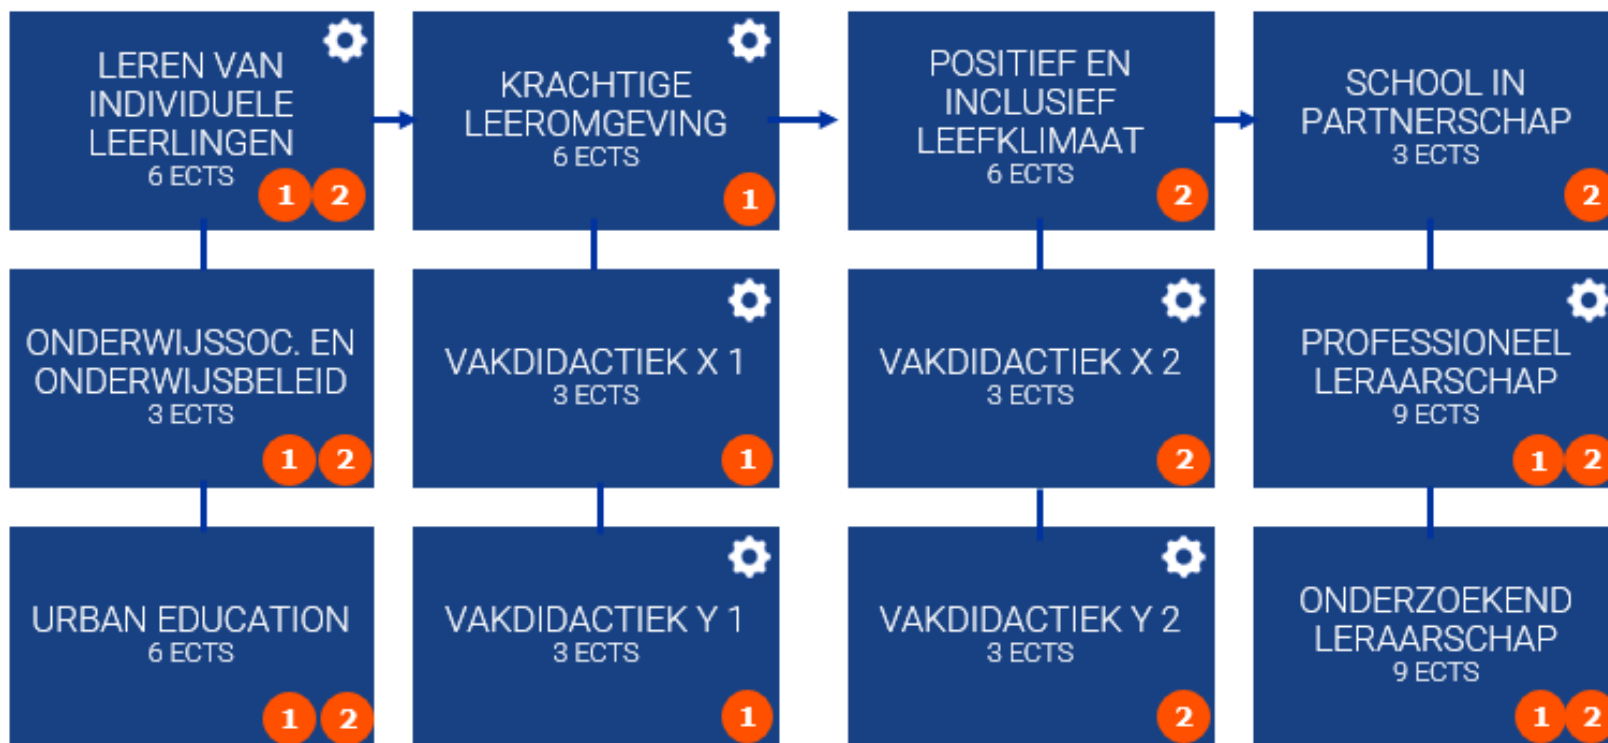 LEREN VAN
INDIVIDUELE
LEERLINGEN
6 ECTS
1 2
KRACHTIGE
LEEROMGEVING
6 ECTS
1
POSITIEF EN
INCLUSIEF
LEEFKLIMAAT
6 ECTS
2
SCHOOL IN
PARTNERSCHAP
3 ECTS
2
ONDERWIJSSOC. EN
ONDERWIJSBELEID
3 ECTS
1 2
VAKDIDACTIEK X 1
3 ECTS
1
VAKDIDACTIEK X 2
3 ECTS
2
PROFESSIONEEL
LERAARSCHAP
9 ECTS
1 2
URBAN EDUCATION
6 ECTS
1 2
VAKDIDACTIEK Y 1
3 ECTS
1
VAKDIDACTIEK Y 2
3 ECTS
2
ONDERZOEKEND
LERAARSCHAP
9 ECTS
1 2